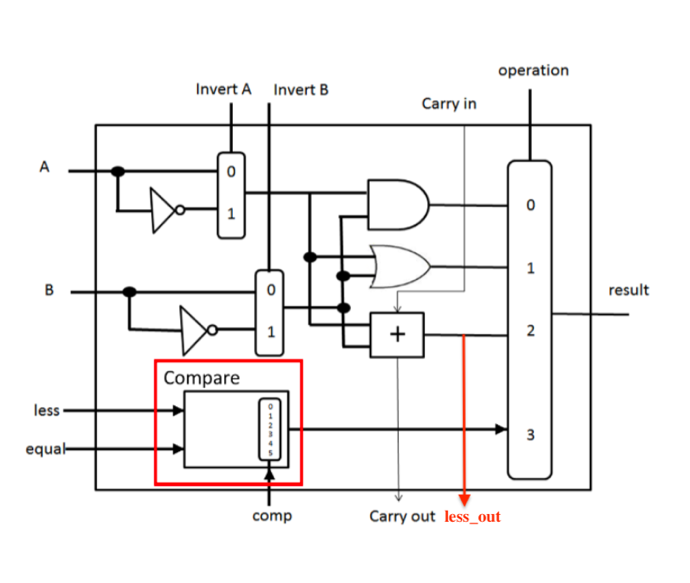 operation
Invert A
Invert B
Carry in
A
0
1
0
1
B
0
1
+
2
result
Compare
less
equal
0
1
2
3
4
5
3
comp
Carry out
less_out